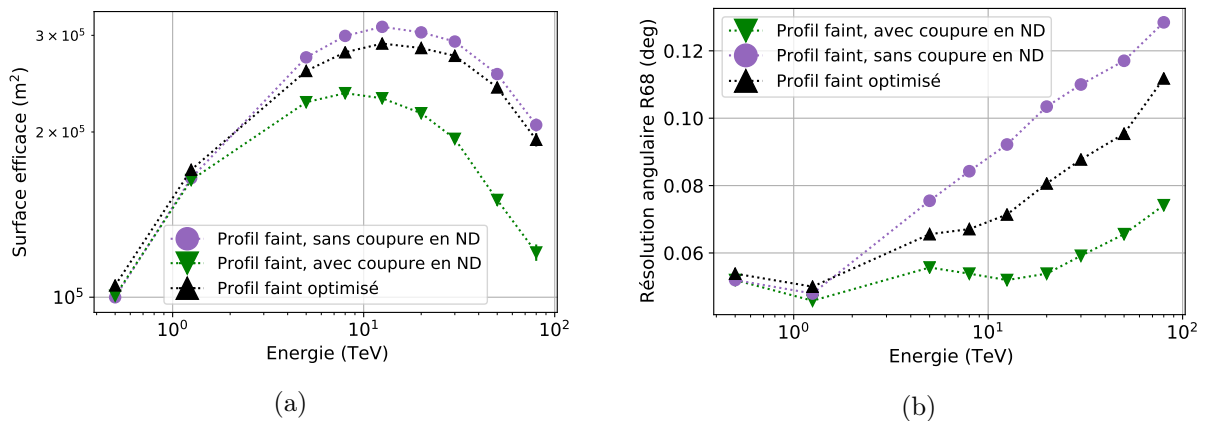 3 × 10⁵
2 × 10⁵
10⁵
Surface efficace (m²)
Profil faint, sans coupure en ND
Profil faint, avec coupure en ND
Profil faint optimisé
10⁰ 10¹ 10²
Energie (TeV)
(a)
0.12
0.10
0.08
0.06
Résolution angulaire R68 (deg)
Profil faint, avec coupure en ND
Profil faint, sans coupure en ND
Profil faint optimisé
10⁰ 10¹ 10²
Energie (TeV)
(b)